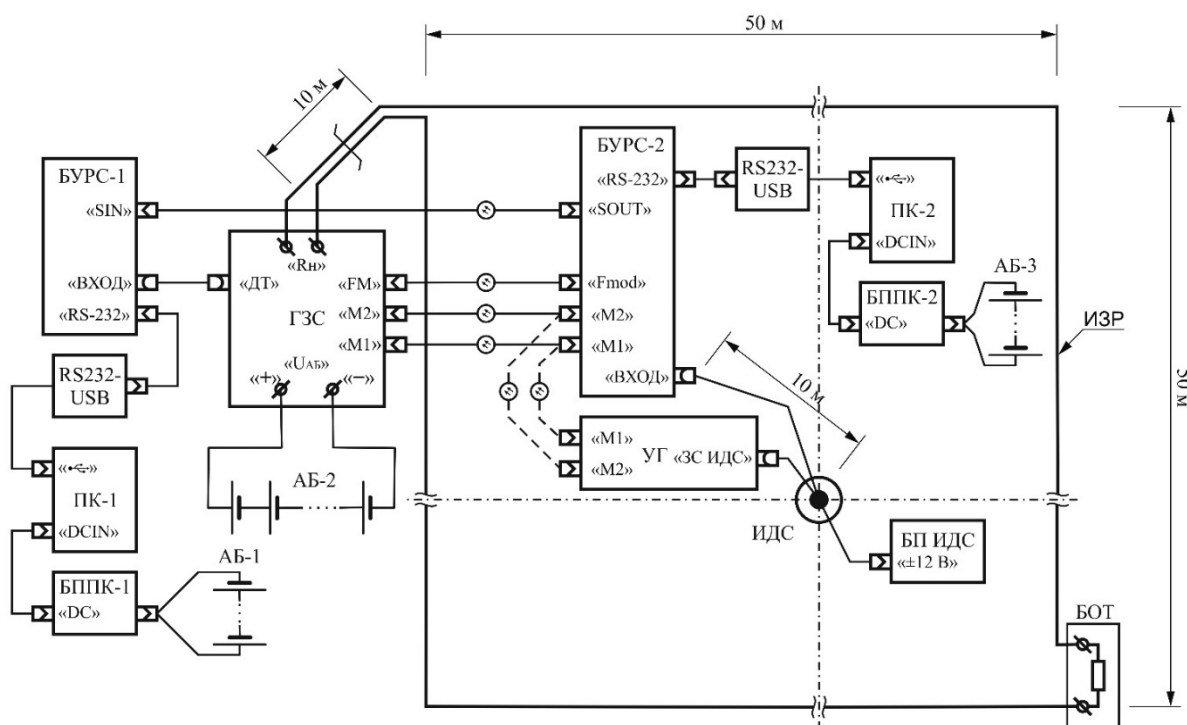 50 м
10 м
БУРС-1
«SIN»
«ВХОД»
«RS-232»
«Rн»
«ДТ»
«FM»
ГЗС
«M2»
«M1»
«UАБ»
«+»
«−»
БУРС-2
«RS-232»
«SOUT»
«Fmod»
«M2»
«M1»
«ВХОД»
RS232-
USB
ПК-2
«DCIN»
АБ-3
БППК-2
«DC»
ИЗР
50 м
10 м
RS232-
USB
«M1»
УГ «ЗС ИДС»
«M2»
ПК-1
«DCIN»
АБ-2
ИДС
БП ИДС
«±12 В»
АБ-1
БППК-1
«DC»
БОТ